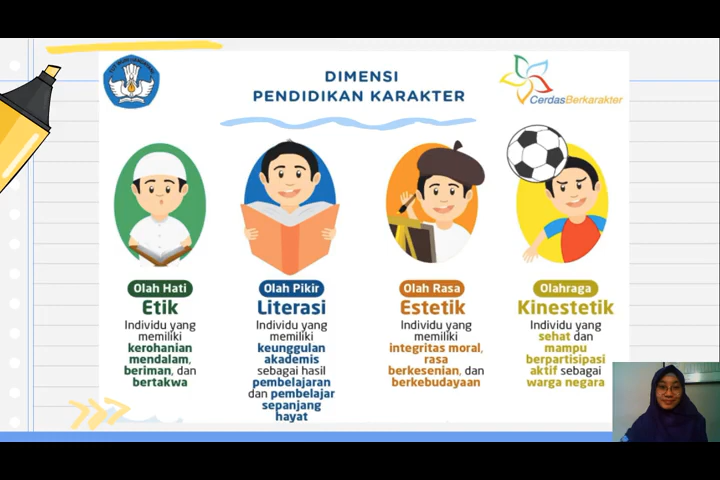 DIMENSI
PENDIDIKAN KARAKTER
CerdasBerkarakter
Olah Hati
Etik
Individu yang
memiliki
kerohanian
mendalam,
beriman, dan
bertakwa
Olah Pikir
Literasi
Individu yang
memiliki
keunggulan
akademis
sebagai hasil
pembelajaran
dan pembelajar
sepanjang
hayat
Olah Rasa
Estetik
Individu yang
memiliki
integritas moral,
rasa
berkesenian, dan
berkebudayaan
Olahraga
Kinestetik
Individu yang
sehat dan
mampu
berpartisipasi
aktif sebagai
warga negara